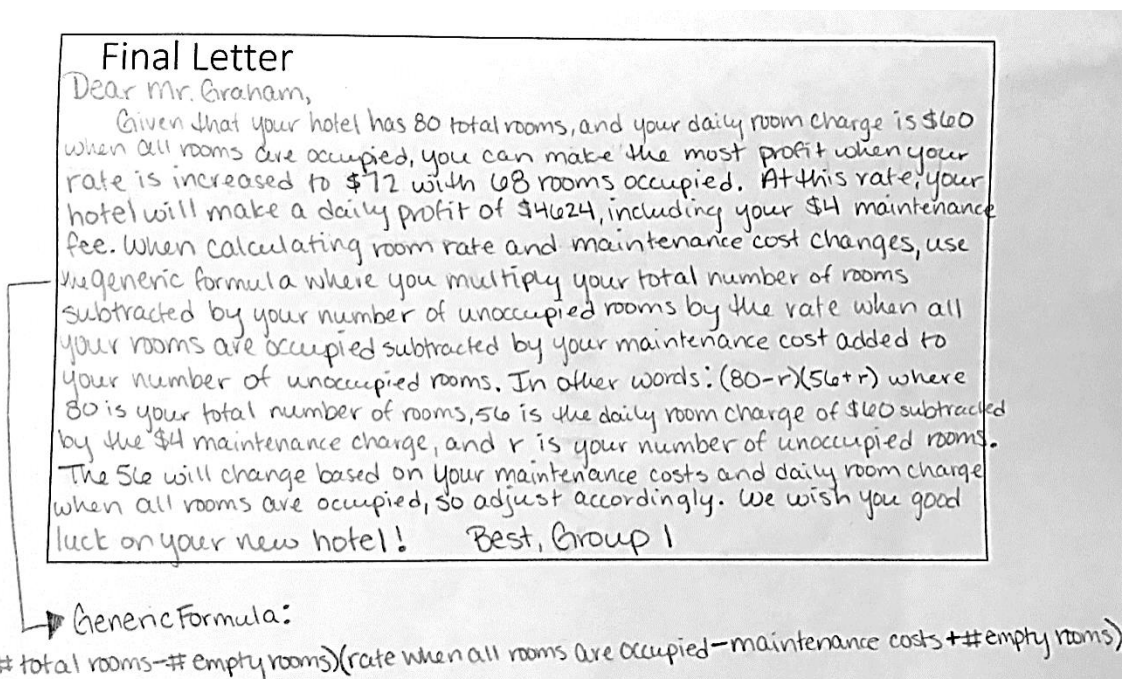 Final Letter
Dear Mr. Graham,
Given that your hotel has 80 total rooms, and your daily room charge is $60
when all rooms are occupied, you can make the most profit when your
rate is increased to $72 with 68 rooms occupied. At this rate, your
hotel will make a daily profit of $4624, including your $4 maintenance
fee. When calculating room rate and maintenance cost changes, use
the generic formula where you multiply your total number of rooms
subtracted by your number of unoccupied rooms by the rate when all
your rooms are occupied subtracted by your maintenance cost added to
your number of unoccupied rooms. In other words: (80-r)(56+r) where
80 is your total number of rooms, 56 is the daily room charge of $60 subtracted
by the $4 maintenance charge, and r is your number of unoccupied rooms.
The 56 will change based on your maintenance costs and daily room charge
when all rooms are occupied, so adjust accordingly. We wish you good
luck on your new hotel! Best, Group 1
Generic Formula:
# total rooms-# empty rooms)(rate when all rooms are occupied-maintenance costs+# empty rooms)